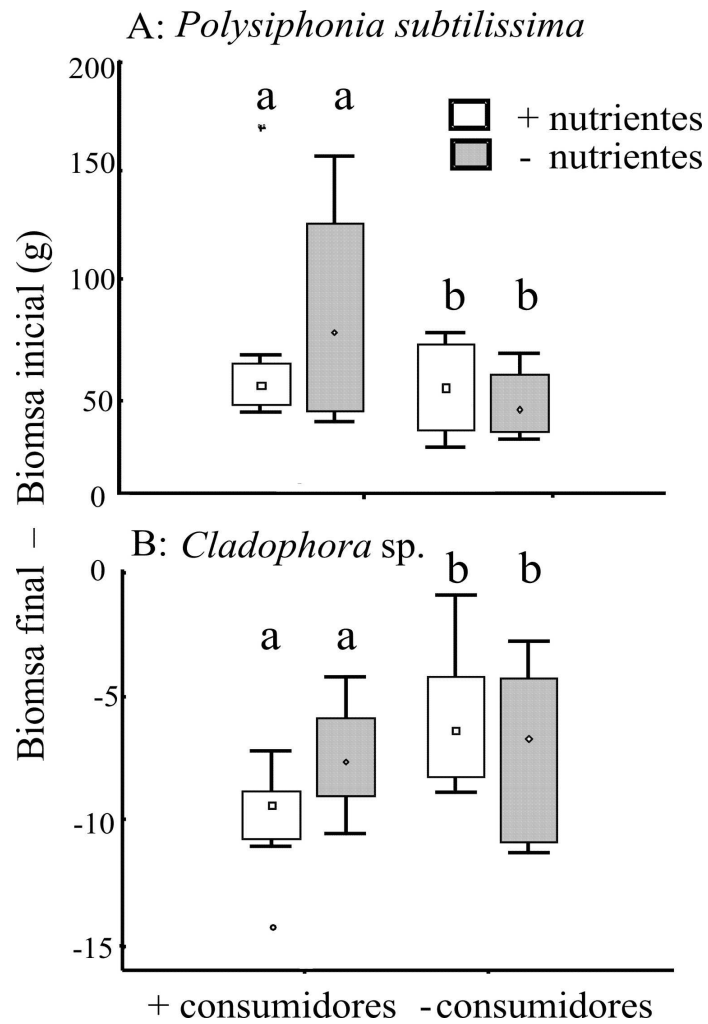 A: Polysiphonia subtilissima
200
a a
+ nutrientes
- nutrientes
150
100
b b
50
0
Biomsa final – Biomsa inicial (g)
B: Cladophora sp.
0
b b
a a
-5
-10
-15
+ consumidores - consumidores